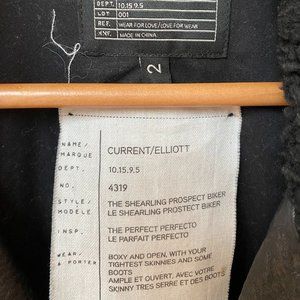 DEPT. 10.15.9.5
LOT 001
REF. WEAR FOR LOVE/LOVE FOR WEAR
MADE IN CHINA
2
NAME/ MARQUE CURRENT/ELLIOTT
DEPT. 10.15.9.5
NO. 4319
STYLE/ MODELE THE SHEARLING PROSPECT BIKER
LE SHEARLING PROSTECT BIKER
INSP. THE PERFECT PERFECTO
LE PARFAIT PERFECTO
WEAR/ A PORTER BOXY AND OPEN, WITH YOUR
TIGHTEST SKINNIES AND SOME
BOOTS
AMPLE ET OUVERT, AVEC VOTRE
SKINNY TRES SERRE ET DES BOOTS